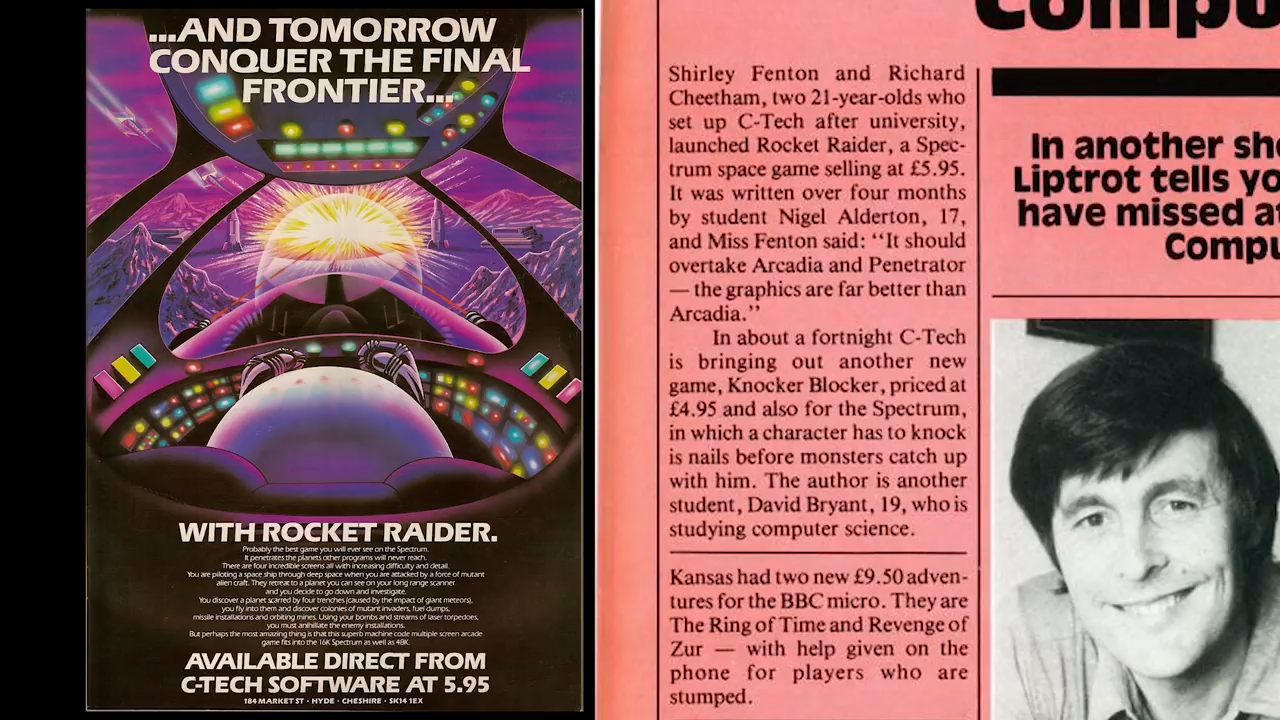 ...AND TOMORROW
CONQUER THE FINAL
FRONTIER...
WITH ROCKET RAIDER.
Probably the best game you will ever see on the Spectrum.
It penetrates the planets other programs will never reach.
There are four incredible screens all with increasing difficulty and detail.
You are piloting a space ship through deep space when you are attacked by a force of mutant
alien craft. They retreat to a planet you can see on your long range scanner
and you decide to go down and investigate.
You discover a planet scarred by four trenches (caused by the impact of giant meteors),
you fly into them and discover colonies of mutant invaders, fuel dumps,
missile installations and orbiting mines. Using your bombs and streams of laser torpedoes,
you must anihillate the enemy installations.
But perhaps the most amazing thing is that this superb machine code multiple screen arcade
game fits into the 16K Spectrum as well as 48K.
AVAILABLE DIRECT FROM
C-TECH SOFTWARE AT 5.95
184 MARKET ST · HYDE · CHESHIRE · SK14 1EX
Shirley Fenton and Richard
Cheetham, two 21-year-olds who
set up C-Tech after university,
launched Rocket Raider, a Spec-
trum space game selling at £5.95.
It was written over four months
by student Nigel Alderton, 17,
and Miss Fenton said: “It should
overtake Arcadia and Penetrator
— the graphics are far better than
Arcadia.”
In about a fortnight C-Tech
is bringing out another new
game, Knocker Blocker, priced at
£4.95 and also for the Spectrum,
in which a character has to knock
is nails before monsters catch up
with him. The author is another
student, David Bryant, 19, who is
studying computer science.
Kansas had two new £9.50 adven-
tures for the BBC micro. They are
The Ring of Time and Revenge of
Zur — with help given on the
phone for players who are
stumped.
Compu
In another sh
Liptrot tells yo
have missed a
Compu